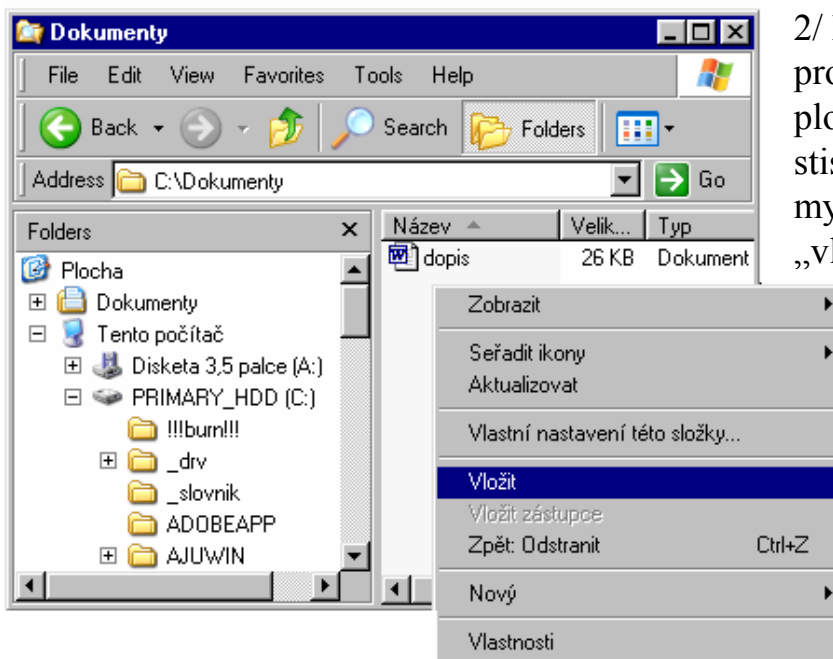 Dokumenty
File Edit View Favorites Tools Help
Back Search Folders
Address C:\Dokumenty Go
Folders
Plocha
Dokumenty
Tento počítač
Disketa 3,5 palce (A:)
PRIMARY_HDD (C:)
!!!burn!!!
_drv
_slovnik
ADOBEAPP
AJUWIN
Název Velik... Typ
dopis 26 KB Dokument
Zobrazit
Seřadit ikony
Aktualizovat
Vlastní nastavení této složky...
Vložit
Vložit zástupce
Zpět: Odstranit Ctrl+Z
Nový
Vlastnosti
2/
pro
plo
stis
my
„vl